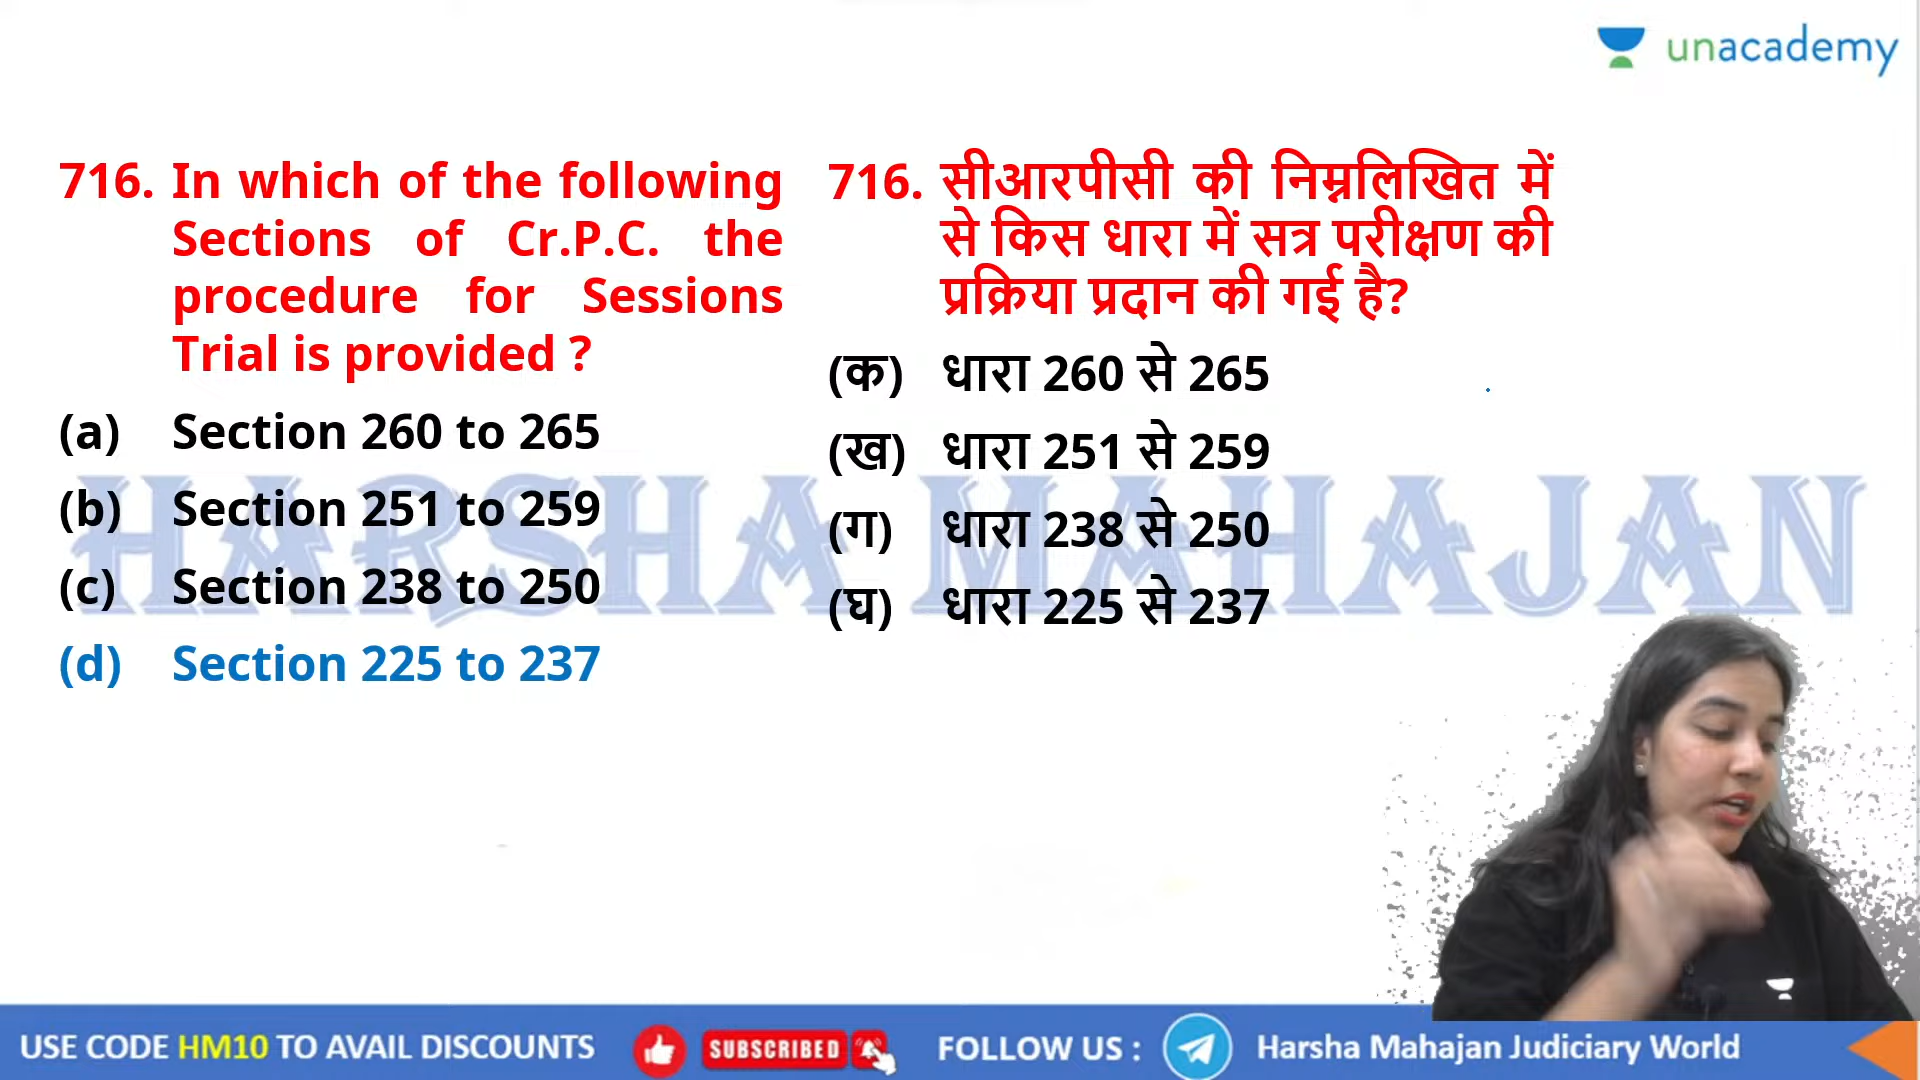 unacademy
716. In which of the following
Sections of Cr.P.C. the
procedure for Sessions
Trial is provided ?
(a) Section 260 to 265
(b) Section 251 to 259
(c) Section 238 to 250
(d) Section 225 to 237
716. सीआरपीसी की निम्नलिखित में
से किस धारा में सत्र परीक्षण की
प्रक्रिया प्रदान की गई है?
(क) धारा 260 से 265
(ख) धारा 251 से 259
(ग) धारा 238 से 250
(घ) धारा 225 से 237
HARSHA MAHAJAN
USE CODE HM10 TO AVAIL DISCOUNTS
SUBSCRIBED
FOLLOW US :
Harsha Mahajan Judiciary World